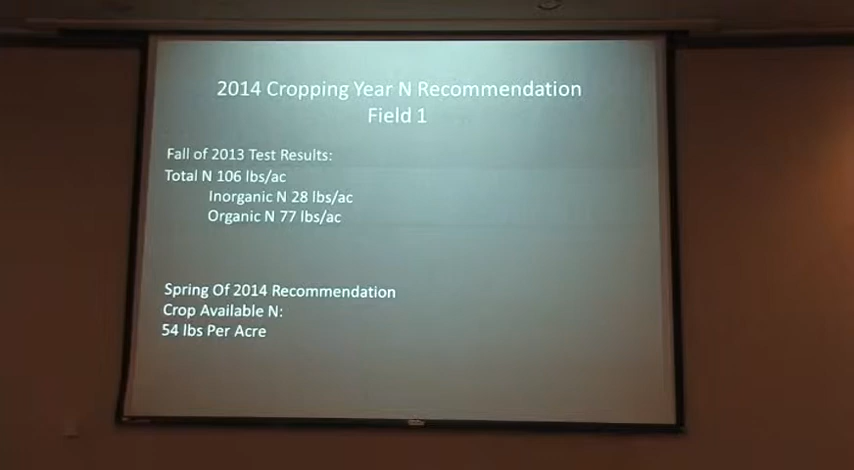 2014 Cropping Year N Recommendation
Field 1
Fall of 2013 Test Results:
Total N 106 lbs/ac
Inorganic N 28 lbs/ac
Organic N 77 lbs/ac
Spring Of 2014 Recommendation
Crop Available N:
54 lbs Per Acre